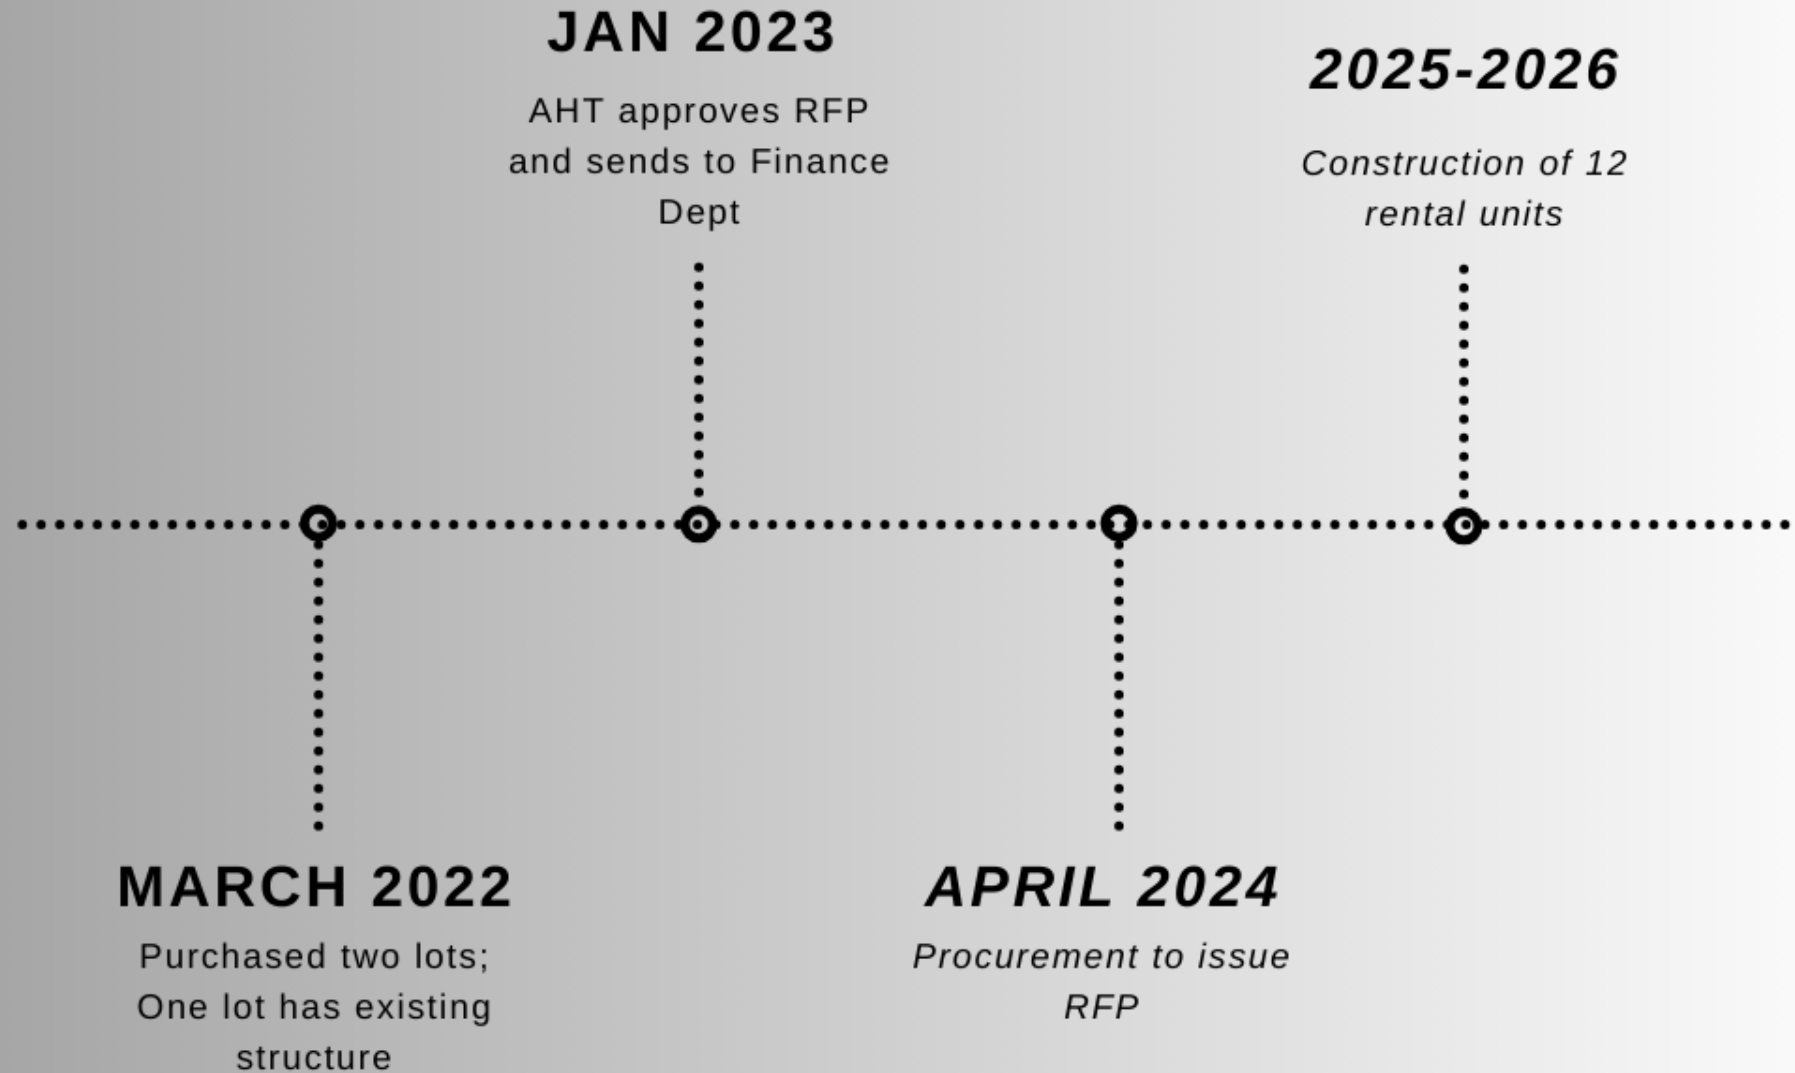 JAN 2023
AHT approves RFP
and sends to Finance
Dept
2025-2026
Construction of 12
rental units
MARCH 2022
Purchased two lots;
One lot has existing
structure
APRIL 2024
Procurement to issue
RFP